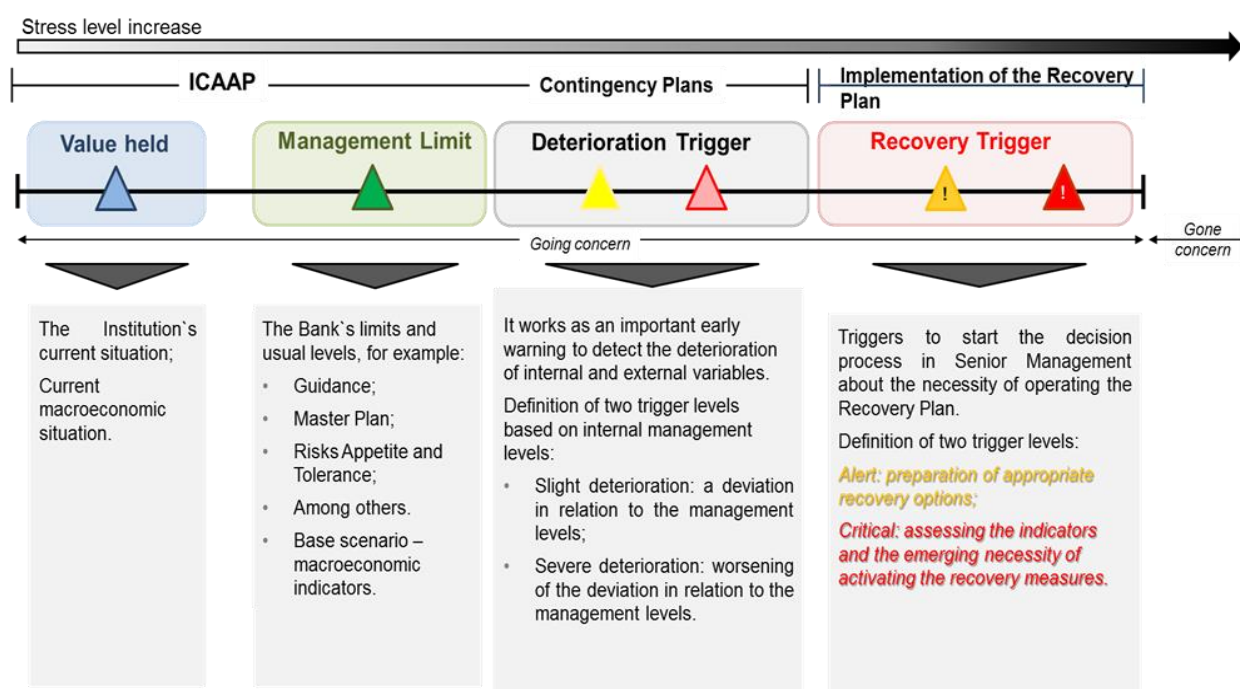 Stress level increase
ICAAP
Contingency Plans
Implementation of the Recovery
Plan
Value held
Management Limit
Deterioration Trigger
Recovery Trigger
!
!
Going concern
Gone
concern
The Institution`s
current situation;
Current
macroeconomic
situation.
The Bank`s limits and
usual levels, for example:
• Guidance;
• Master Plan;
• Risks Appetite and
Tolerance;
• Among others.
• Base scenario –
macroeconomic
indicators.
It works as an important early
warning to detect the deterioration
of internal and external variables.
Definition of two trigger levels
based on internal management
levels:
• Slight deterioration: a deviation
in relation to the management
levels;
• Severe deterioration: worsening
of the deviation in relation to the
management levels.
Triggers to start the decision
process in Senior Management
about the necessity of operating the
Recovery Plan.
Definition of two trigger levels:
Alert: preparation of appropriate
recovery options;
Critical: assessing the indicators
and the emerging necessity of
activating the recovery measures.